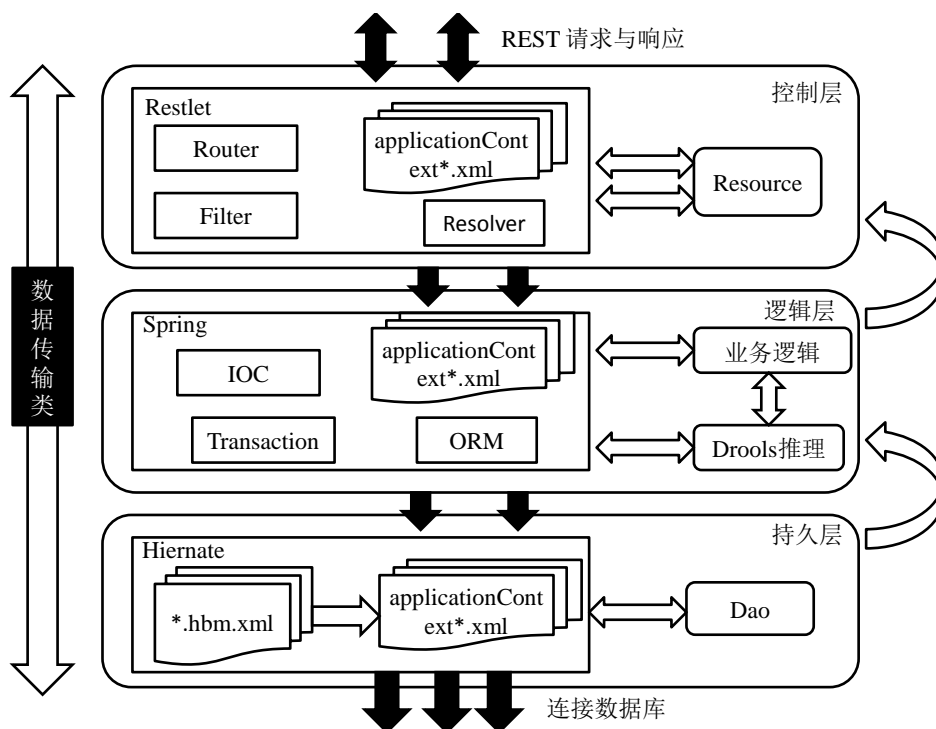 REST 请求与响应
控制层
Restlet
Router
applicationCont
ext*.xml
Resource
Filter
Resolver
数据传输类
逻辑层
Spring
applicationCont
ext*.xml
业务逻辑
IOC
Transaction
ORM
Drools推理
持久层
Hiernate
*.hbm.xml
applicationCont
ext*.xml
Dao
连接数据库